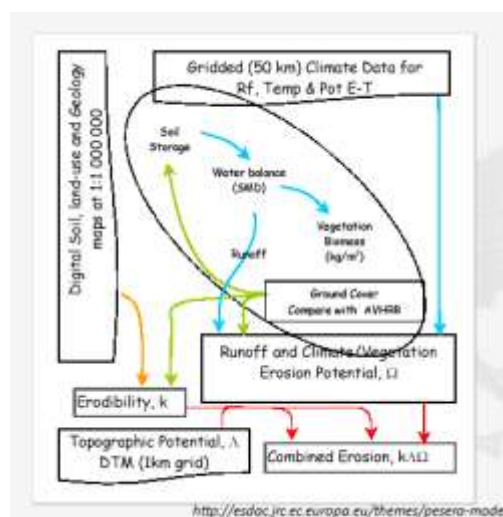 Gridded (50 km) Climate Data for
Rf, Temp & Pot E-T
Digital Soil, land-use and Geology
maps at 1:1 000 000
Soil
Storage
Water balance
(SMD)
Vegetation
Biomass
(kg/m²)
Runoff
Ground Cover
Compare with AVHRR
Runoff and Climate/Vegetation
Erosion Potential, Ω
Erodibility, k
Topographic Potential, Λ
DTM (1km grid)
Combined Erosion, kΛΩ
http://esdac.jrc.ec.europa.eu/themes/pesera-mode